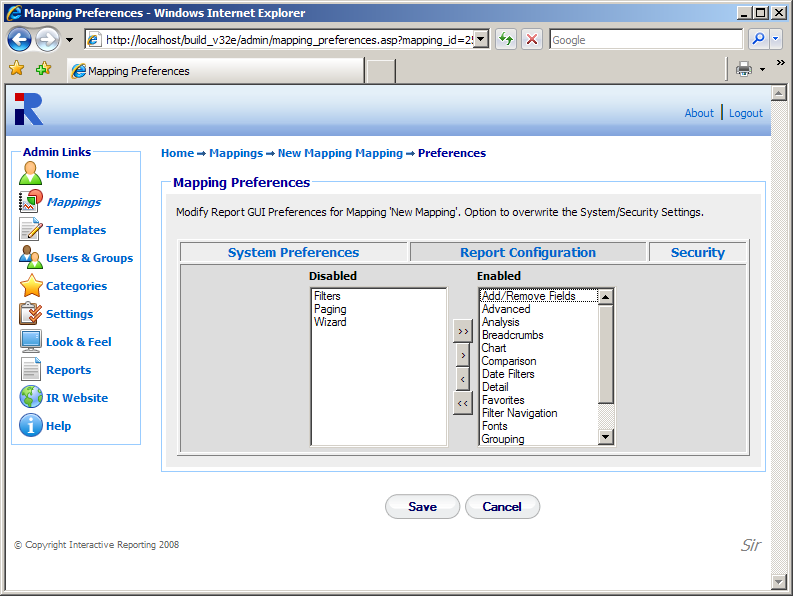 Mapping Preferences - Windows Internet Explorer
http://localhost/build_v32e/admin/mapping_preferences.asp?mapping_id=25
Google
Mapping Preferences
R
About | Logout
Admin Links
Home
Mappings
Templates
Users & Groups
Categories
Settings
Look & Feel
Reports
IR Website
Help
Home → Mappings → New Mapping Mapping → Preferences
Mapping Preferences
Modify Report GUI Preferences for Mapping 'New Mapping'. Option to overwrite the System/Security Settings.
System Preferences Report Configuration Security
Disabled
Filters
Paging
Wizard
>>
>
<
<<
Enabled
Add/Remove Fields
Advanced
Analysis
Breadcrumbs
Chart
Comparison
Date Filters
Detail
Favorites
Filter Navigation
Fonts
Grouping
Save Cancel
© Copyright Interactive Reporting 2008
Sir